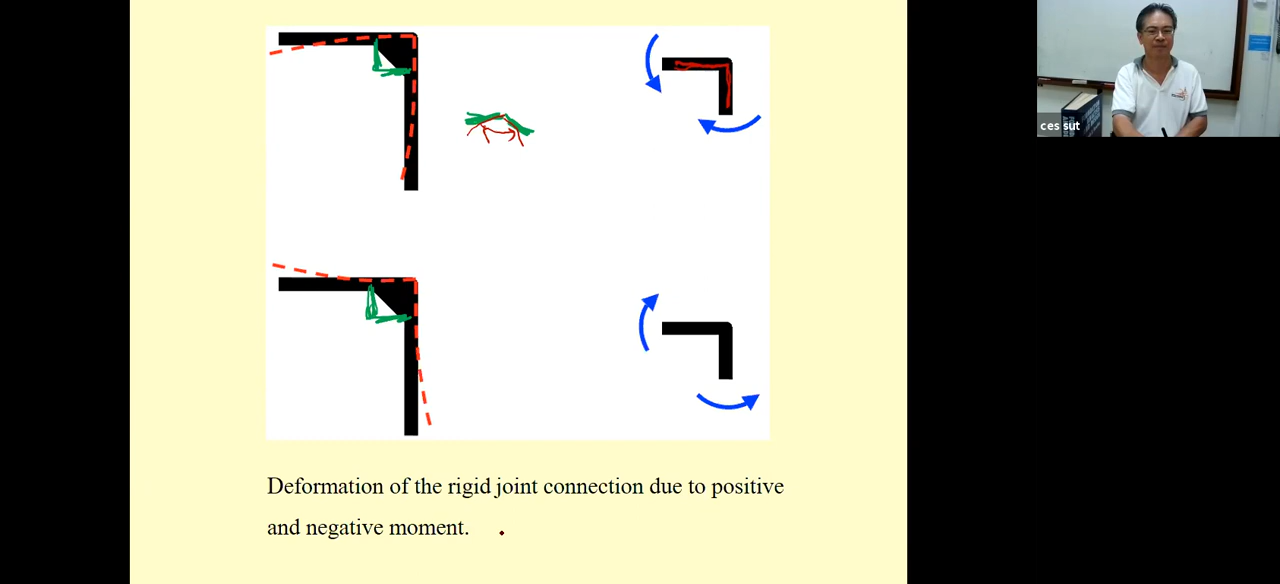 ces sut
Deformation of the rigid joint connection due to positive
and negative moment.